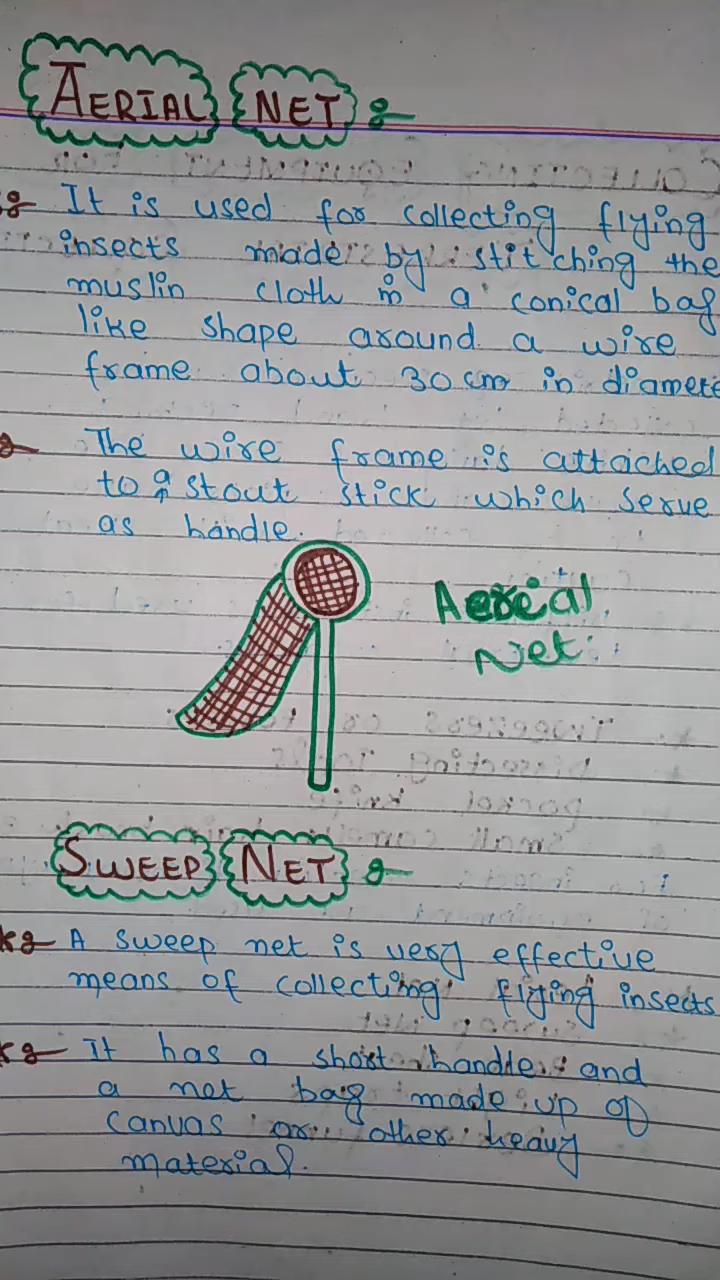 AERIAL NET :-
It is used for collecting flying
insects made by stitching the
muslin cloth in a conical bag
like shape around a wire
frame about 30 cm in diamete
The wire frame is attached
to a stout stick which serve
as handle.
Aereal
Net.
SWEEP NET :-
A sweep net is very effective
means of collecting flying insects
It has a short handle and
a net bag made up of
canvas or other heavy
material.